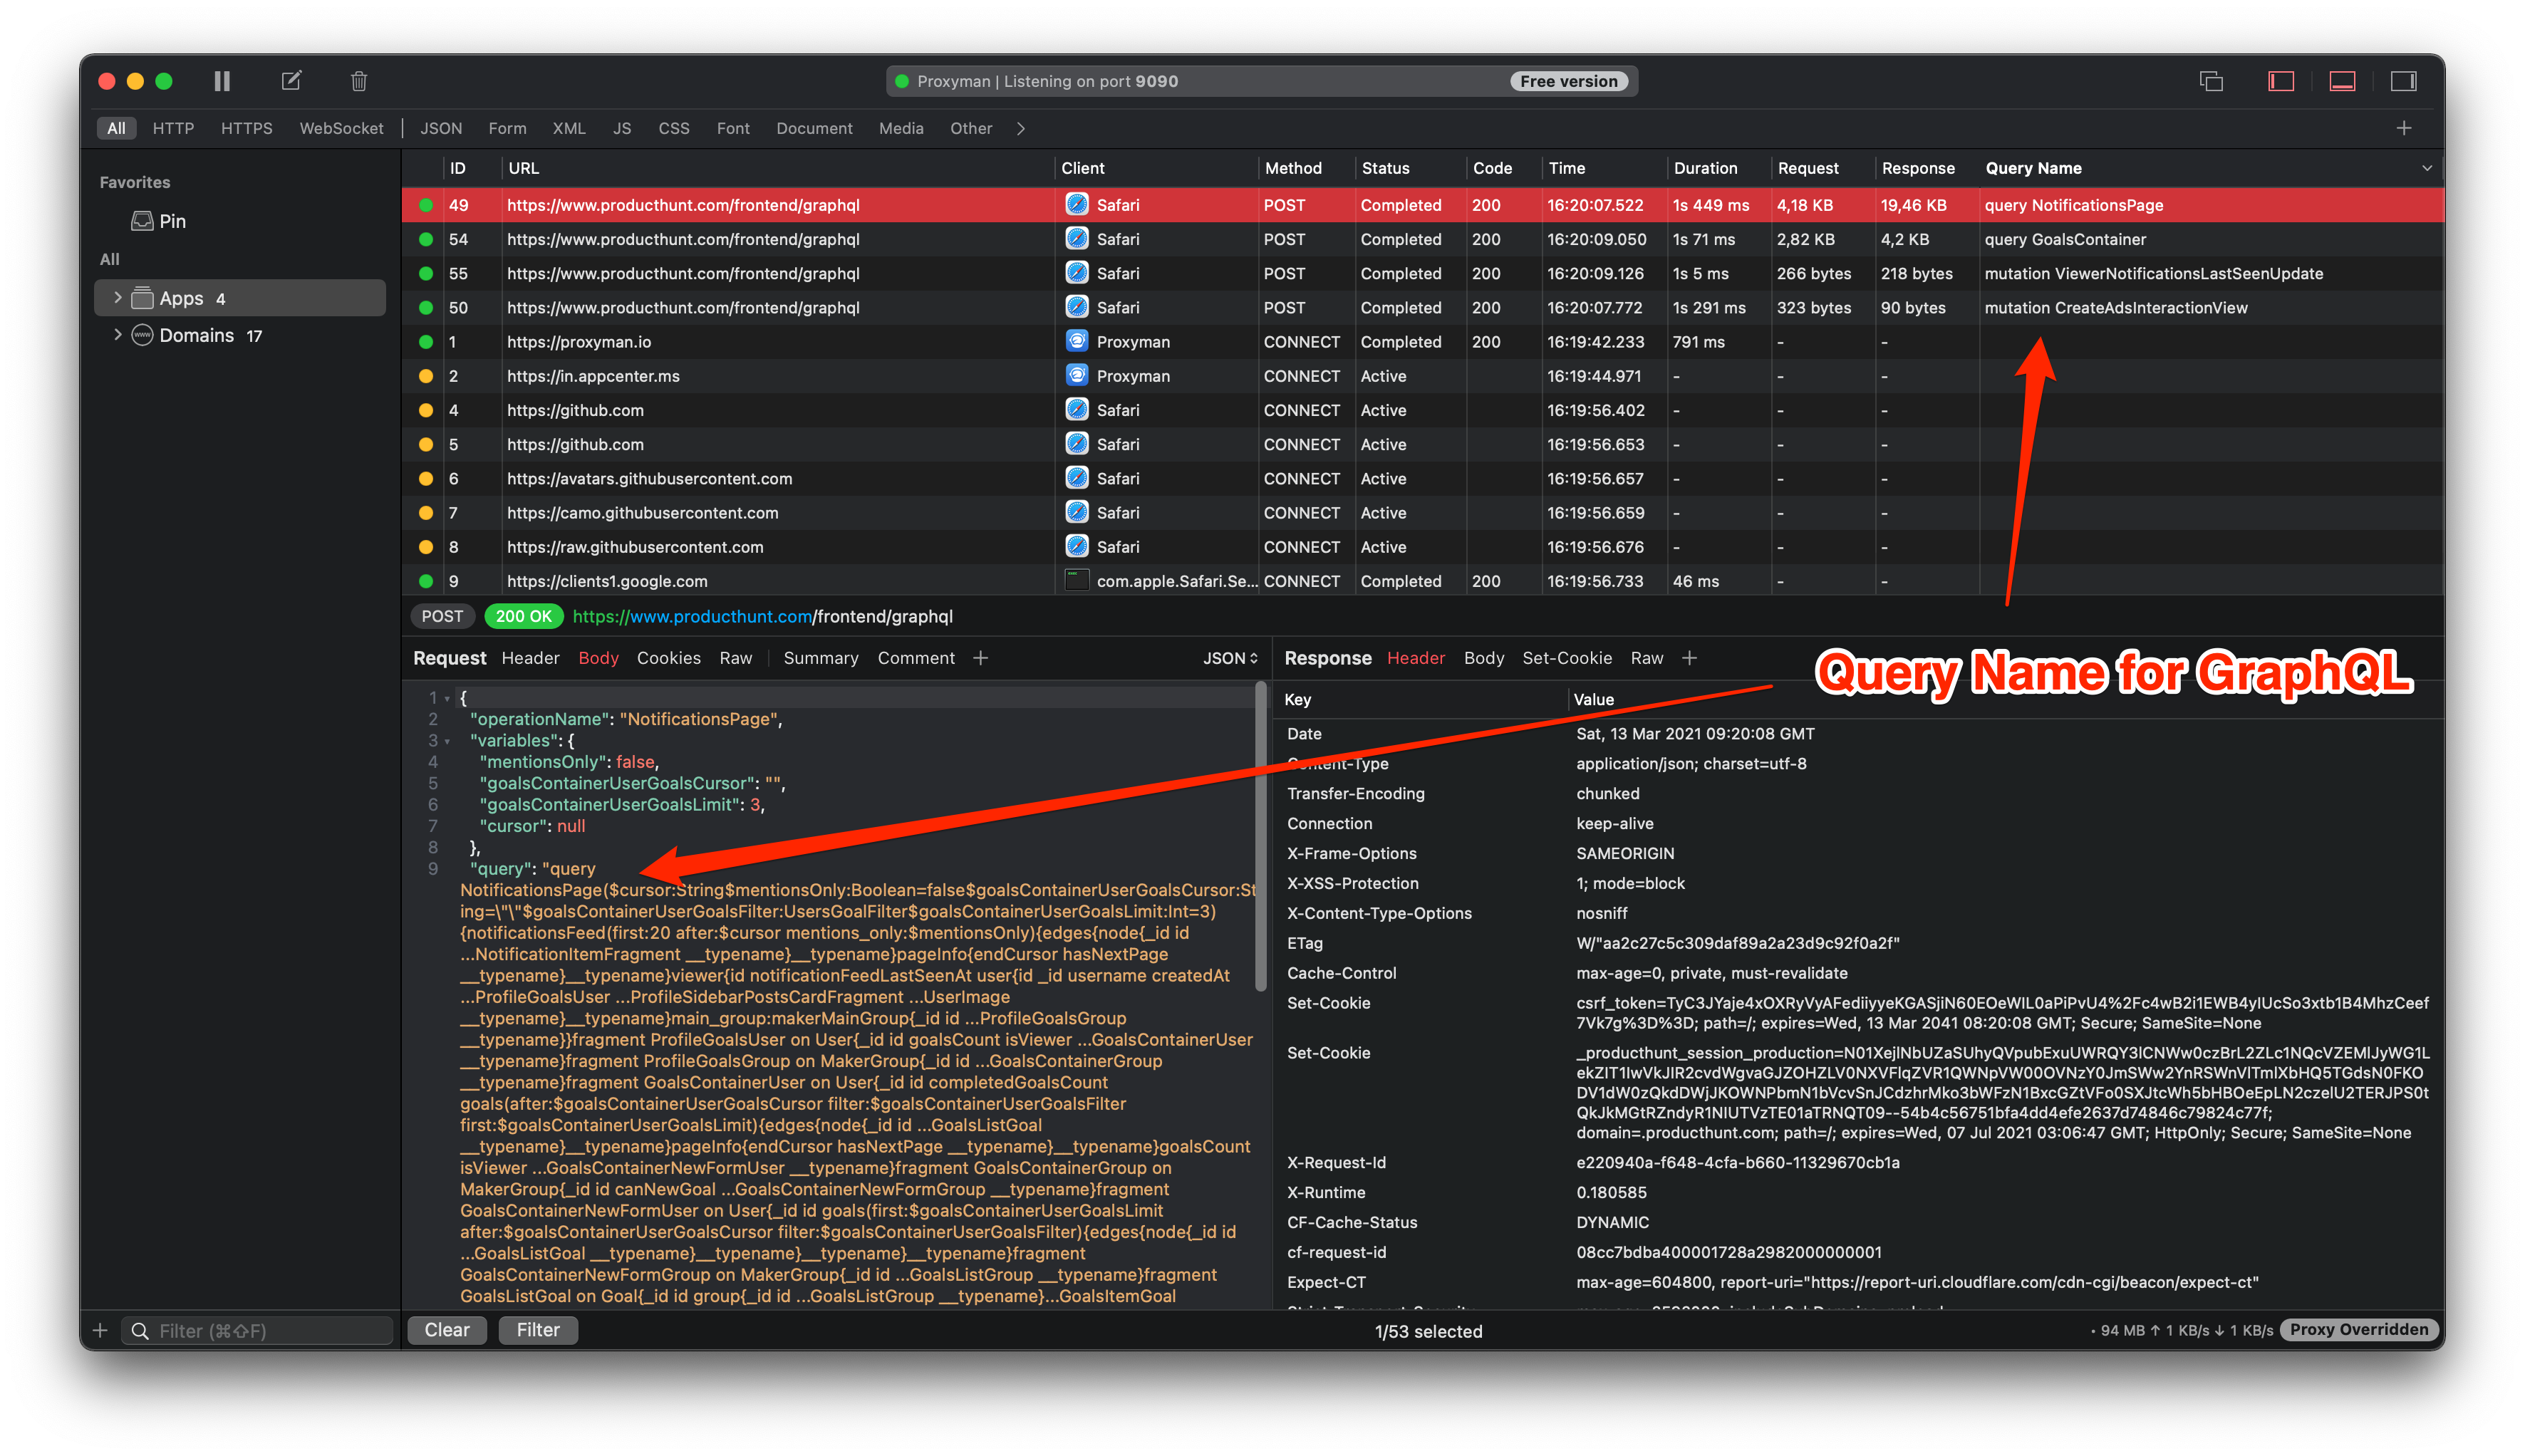 Proxyman | Listening on port 9090 Free version
All HTTP HTTPS WebSocket JSON Form XML JS CSS Font Document Media Other
Favorites
Pin
All
Apps 4
Domains 17
ID URL Client Method Status Code Time Duration Request Response Query Name
49 https://www.producthunt.com/frontend/graphql Safari POST Completed 200 16:20:07.522 1s 449 ms 4,18 KB 19,46 KB query NotificationsPage
54 https://www.producthunt.com/frontend/graphql Safari POST Completed 200 16:20:09.050 1s 71 ms 2,82 KB 4,2 KB query GoalsContainer
55 https://www.producthunt.com/frontend/graphql Safari POST Completed 200 16:20:09.126 1s 5 ms 266 bytes 218 bytes mutation ViewerNotificationsLastSeenUpdate
50 https://www.producthunt.com/frontend/graphql Safari POST Completed 200 16:20:07.772 1s 291 ms 323 bytes 90 bytes mutation CreateAdsInteractionView
1 https://proxyman.io Proxyman CONNECT Completed 200 16:19:42.233 791 ms - -
2 https://in.appcenter.ms Proxyman CONNECT Active 16:19:44.971 - - -
4 https://github.com Safari CONNECT Active 16:19:56.402 - - -
5 https://github.com Safari CONNECT Active 16:19:56.653 - - -
6 https://avatars.githubusercontent.com Safari CONNECT Active 16:19:56.657 - - -
7 https://camo.githubusercontent.com Safari CONNECT Active 16:19:56.659 - - -
8 https://raw.githubusercontent.com Safari CONNECT Active 16:19:56.676 - - -
9 https://clients1.google.com com.apple.Safari.Se... CONNECT Completed 200 16:19:56.733 46 ms - -
POST 200 OK https://www.producthunt.com/frontend/graphql
Request Header Body Cookies Raw Summary Comment JSON
1 {
2 "operationName": "NotificationsPage",
3 "variables": {
4 "mentionsOnly": false,
5 "goalsContainerUserGoalsCursor": "",
6 "goalsContainerUserGoalsLimit": 3,
7 "cursor": null
8 },
9 "query": "query
NotificationsPage($cursor:String$mentionsOnly:Boolean=false$goalsContainerUserGoalsCursor:St
ing=\"\"$goalsContainerUserGoalsFilter:UsersGoalFilter$goalsContainerUserGoalsLimit:Int=3)
{notificationsFeed(first:20 after:$cursor mentions_only:$mentionsOnly){edges{node{_id id
...NotificationItemFragment __typename}__typename}pageInfo{endCursor hasNextPage
__typename}__typename}viewer{id notificationFeedLastSeenAt user{id _id username createdAt
...ProfileGoalsUser ...ProfileSidebarPostsCardFragment ...UserImage
__typename}__typename}main_group:makerMainGroup{_id id ...ProfileGoalsGroup
__typename}}fragment ProfileGoalsUser on User{_id id goalsCount isViewer ...GoalsContainerUser
__typename}fragment ProfileGoalsGroup on MakerGroup{_id id ...GoalsContainerGroup
__typename}fragment GoalsContainerUser on User{_id id completedGoalsCount
goals(after:$goalsContainerUserGoalsCursor filter:$goalsContainerUserGoalsFilter
first:$goalsContainerUserGoalsLimit){edges{node{_id id ...GoalsListGoal
__typename}__typename}pageInfo{endCursor hasNextPage __typename}__typename}goalsCount
isViewer ...GoalsContainerNewFormUser __typename}fragment GoalsContainerGroup on
MakerGroup{_id id canNewGoal ...GoalsContainerNewFormGroup __typename}fragment
GoalsContainerNewFormUser on User{_id id goals(first:$goalsContainerUserGoalsLimit
after:$goalsContainerUserGoalsCursor filter:$goalsContainerUserGoalsFilter){edges{node{_id id
...GoalsListGoal __typename}__typename}__typename}__typename}fragment
GoalsContainerNewFormGroup on MakerGroup{_id id ...GoalsListGroup __typename}fragment
GoalsListGoal on Goal{_id id group{_id id ...GoalsListGroup __typename}...GoalsItemGoal
Response Header Body Set-Cookie Raw
Query Name for GraphQL
Key Value
Date Sat, 13 Mar 2021 09:20:08 GMT
Content-Type application/json; charset=utf-8
Transfer-Encoding chunked
Connection keep-alive
X-Frame-Options SAMEORIGIN
X-XSS-Protection 1; mode=block
X-Content-Type-Options nosniff
ETag W/"aa2c27c5c309daf89a2a23d9c92f0a2f"
Cache-Control max-age=0, private, must-revalidate
Set-Cookie csrf_token=TyC3JYaje4xOXRyVyAFediiyyeKGASjiN60EOeWIL0aPiPvU4%2Fc4wB2i1EWB4yIUcSo3xtb1B4MhzCeef
7Vk7g%3D%3D; path=/; expires=Wed, 13 Mar 2041 08:20:08 GMT; Secure; SameSite=None
Set-Cookie
domain=.producthunt.com; path=/; expires=Wed, 07 Jul 2021 03:06:47 GMT; HttpOnly; Secure; SameSite=None
X-Request-Id e220940a-f648-4cfa-b660-11329670cb1a
X-Runtime 0.180585
CF-Cache-Status DYNAMIC
cf-request-id 08cc7bdba400001728a2982000000001
Expect-CT max-age=604800, report-uri="https://report-uri.cloudflare.com/cdn-cgi/beacon/expect-ct"
Filter (⌘⇧F)
Clear Filter 1/53 selected • 94 MB ↑ 1 KB/s ↓ 1 KB/s Proxy Overridden